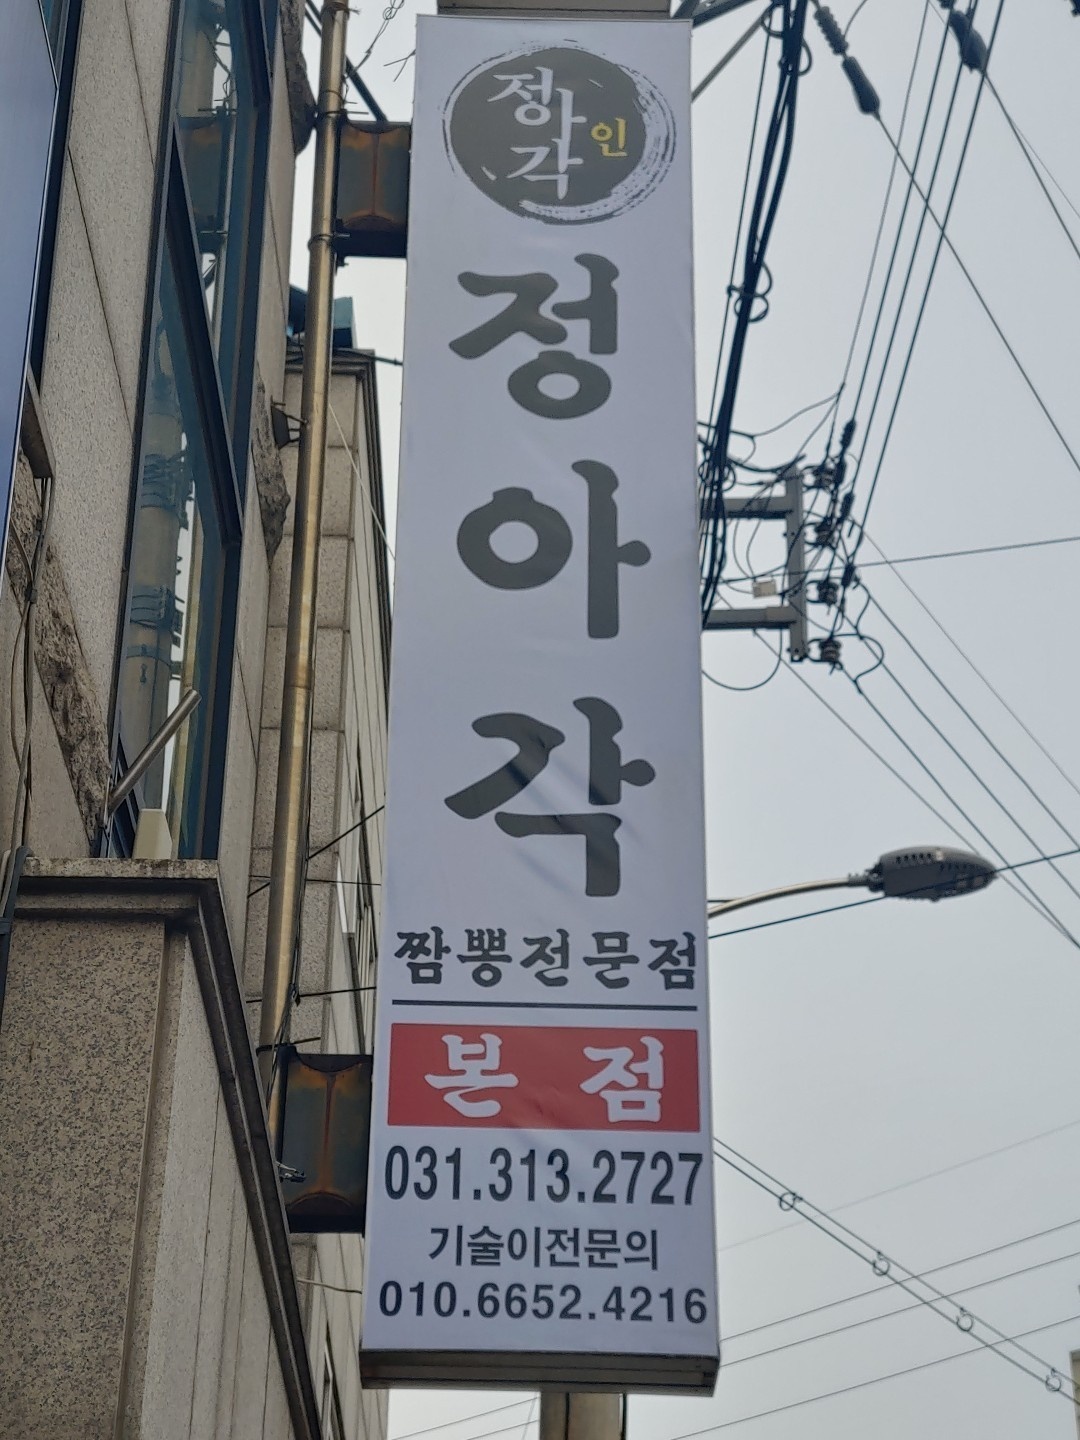 정아각
인
정아각
짬뽕전문점
본점
031.313.2727
기술이전문의
010.6652.4216